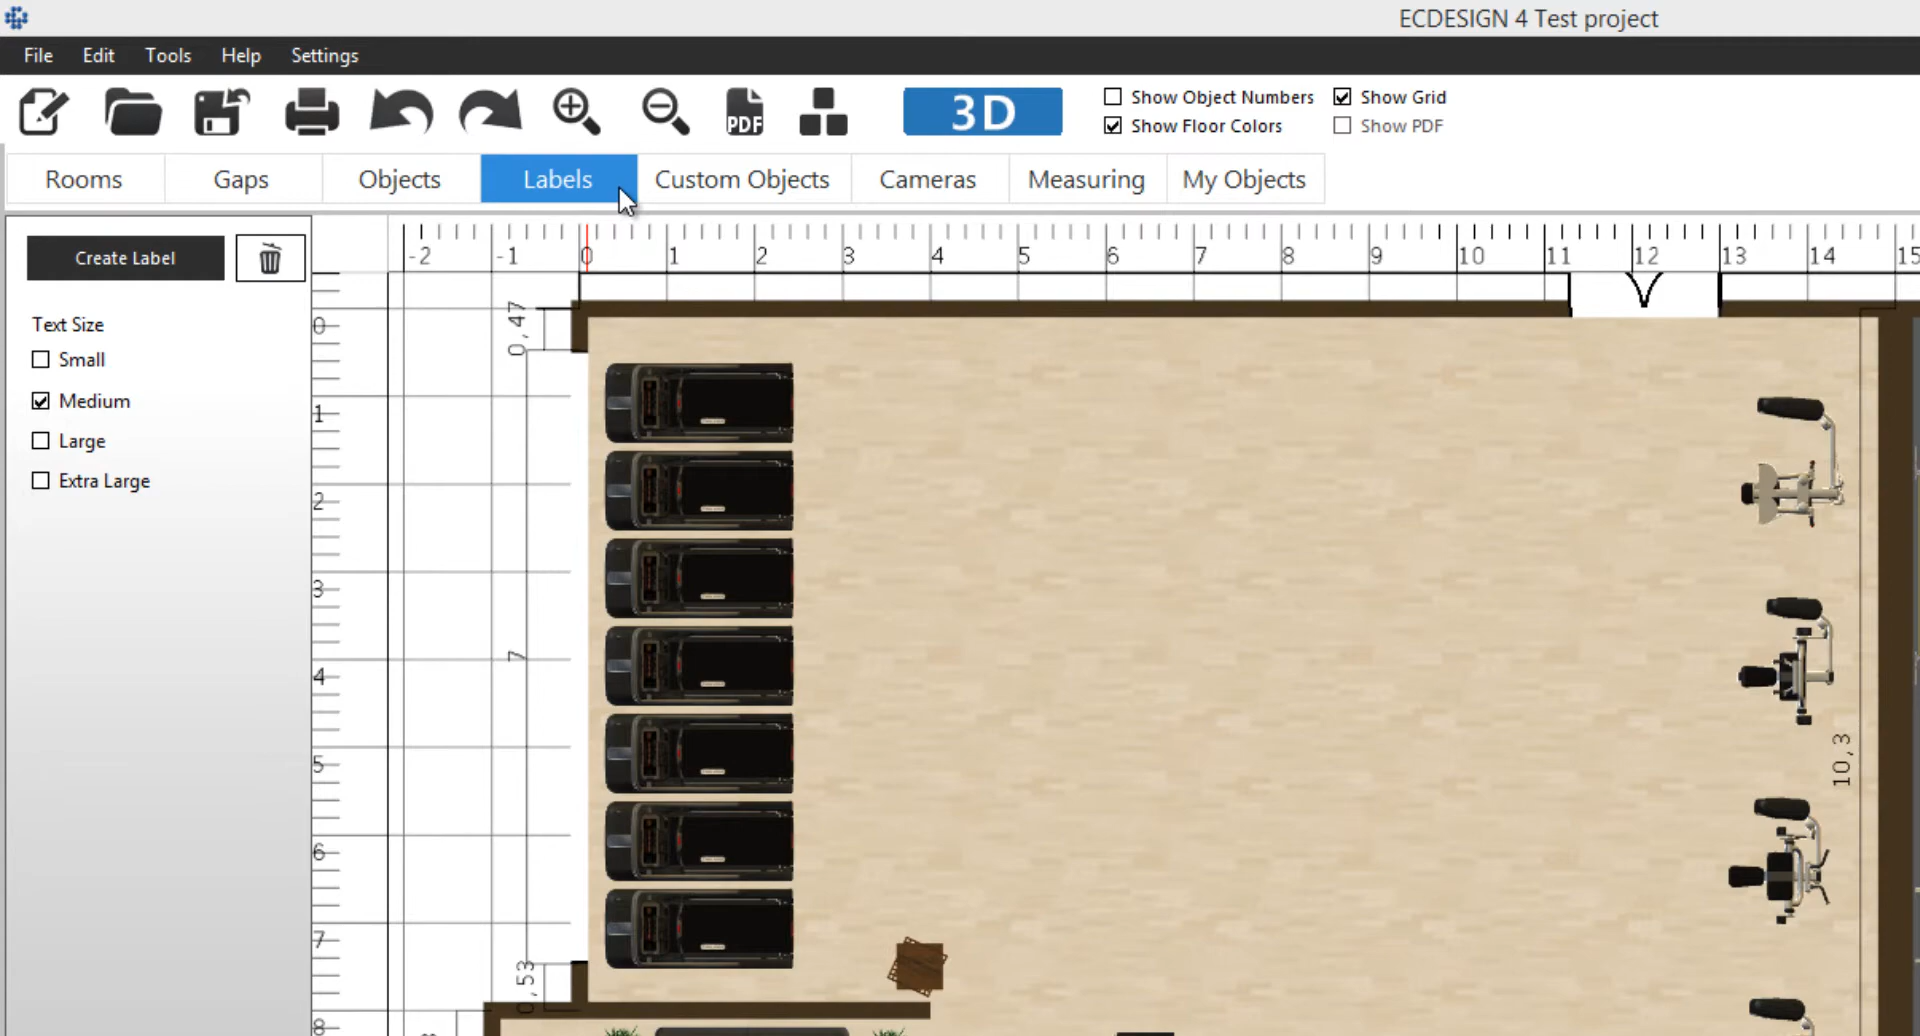 ECDESIGN 4 Test project
File Edit Tools Help Settings
PDF
3D
Show Object Numbers
Show Grid
Show Floor Colors
Show PDF
Rooms Gaps Objects Labels Custom Objects Cameras Measuring My Objects
Create Label
Text Size
Small
Medium
Large
Extra Large
-2 -1 0 1 2 3 4 5 6 7 8 9 10 11 12 13 14 15
0
1
2
3
4
5
6
7
8
0,47
7
0,53
10,3